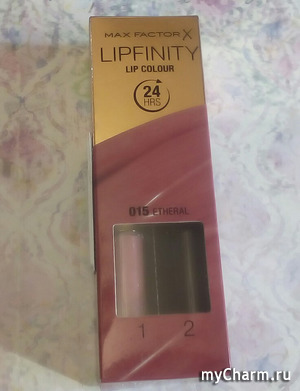 MAX FACTOR X
LIPFINITY
LIP COLOUR
24
HRS
015 ETHERAL
1 2
myCharm.ru